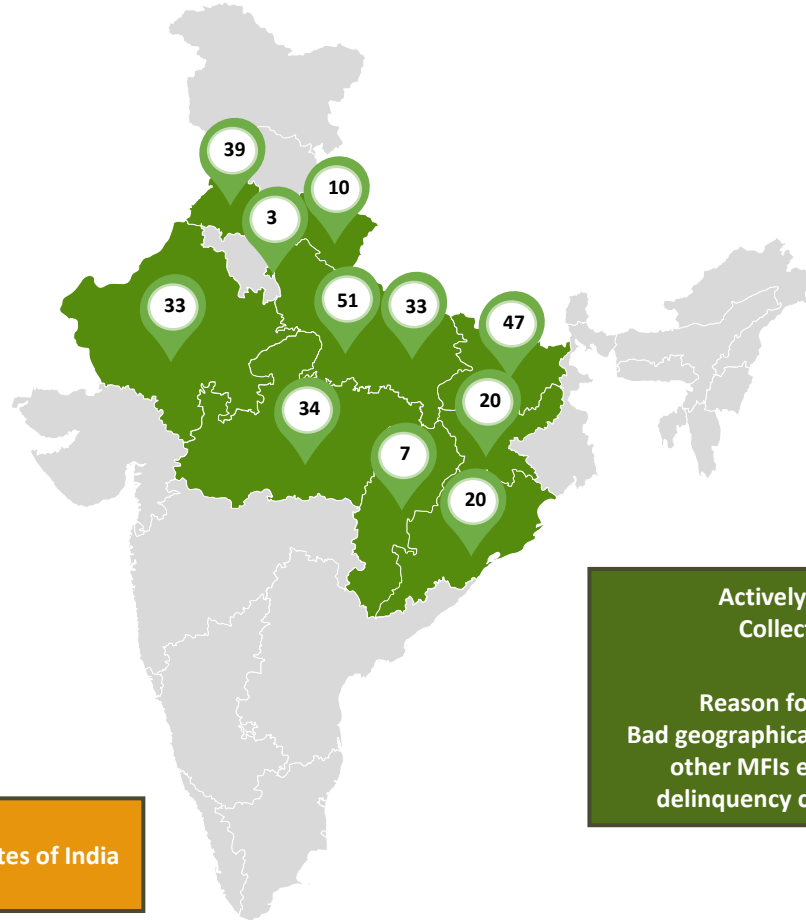 39
10
3
33
51
33
47
34
20
7
20
Actively
Collect
Reason fo
Bad geographica
other MFIs e
delinquency c
tes of India